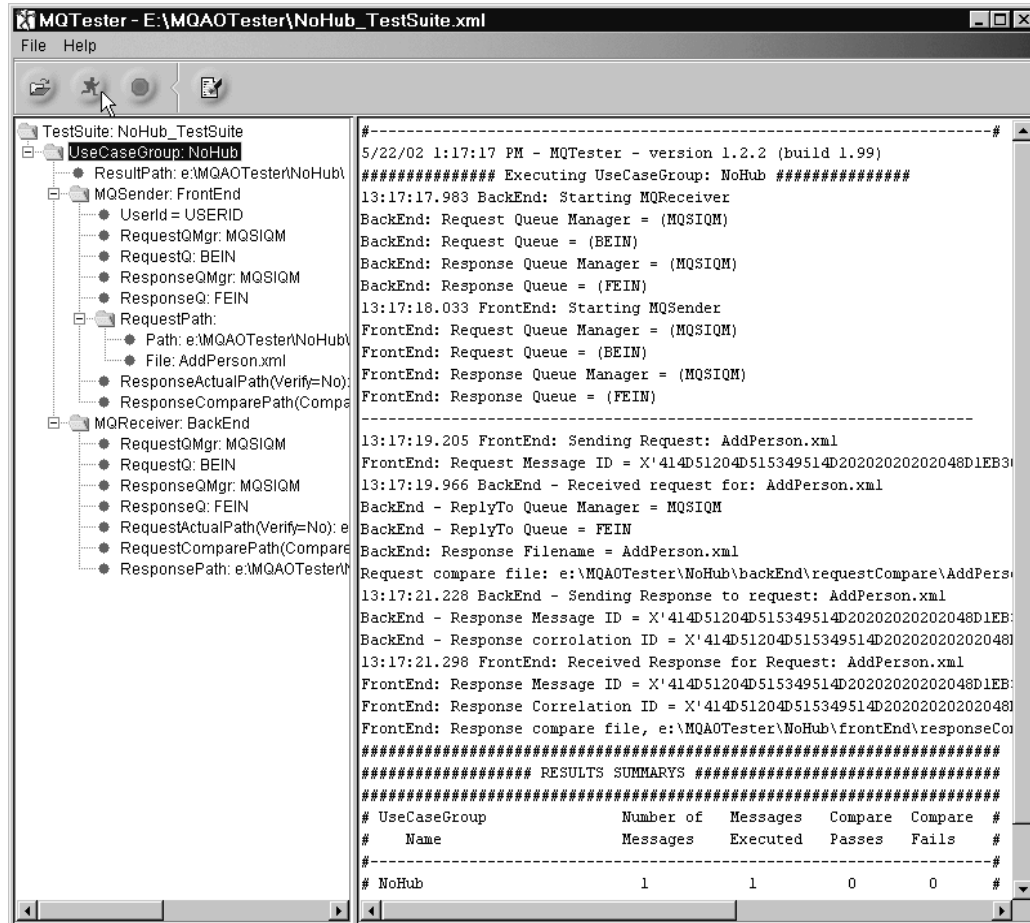 MQTester - E:\MQAOTester\NoHub_TestSuite.xml
File Help
TestSuite: NoHub_TestSuite
UseCaseGroup: NoHub
ResultPath: e:\MQAOTester\NoHub\
MQSender: FrontEnd
UserId = USERID
RequestQMgr: MQSIQM
RequestQ: BEIN
ResponseQMgr: MQSIQM
ResponseQ: FEIN
RequestPath:
Path: e:\MQAOTester\NoHub\
File: AddPerson.xml
ResponseActualPath(Verify=No):
ResponseComparePath(Compa
MQReceiver: BackEnd
RequestQMgr: MQSIQM
RequestQ: BEIN
ResponseQMgr: MQSIQM
ResponseQ: FEIN
RequestActualPath(Verify=No): e
RequestComparePath(Compare
ResponsePath: e:\MQAOTester\
#---------------------------------------------------------------------#
5/22/02 1:17:17 PM - MQTester - version 1.2.2 (build 1.99)
############### Executing UseCaseGroup: NoHub ###############
13:17:17.983 BackEnd: Starting MQReceiver
BackEnd: Request Queue Manager = (MQSIQM)
BackEnd: Request Queue = (BEIN)
BackEnd: Response Queue Manager = (MQSIQM)
BackEnd: Response Queue = (FEIN)
13:17:18.033 FrontEnd: Starting MQSender
FrontEnd: Request Queue Manager = (MQSIQM)
FrontEnd: Request Queue = (BEIN)
FrontEnd: Response Queue Manager = (MQSIQM)
FrontEnd: Response Queue = (FEIN)
--------------------------------------------------------------------
13:17:19.205 FrontEnd: Sending Request: AddPerson.xml
FrontEnd: Request Message ID = X'414D51204D515349514D20202020202048D1EB3
13:17:19.966 BackEnd - Received request for: AddPerson.xml
BackEnd - ReplyTo Queue Manager = MQSIQM
BackEnd - ReplyTo Queue = FEIN
BackEnd: Response Filename = AddPerson.xml
Request compare file: e:\MQAOTester\NoHub\backEnd\requestCompare\AddPers
13:17:21.228 BackEnd - Sending Response to request: AddPerson.xml
BackEnd - Response Message ID = X'414D51204D515349514D20202020202048D1EB
BackEnd - Response corrolation ID = X'414D51204D515349514D20202020202048
13:17:21.298 FrontEnd: Received Response for Request: AddPerson.xml
FrontEnd: Response Message ID = X'414D51204D515349514D20202020202048D1EB
FrontEnd: Response Correlation ID = X'414D51204D515349514D20202020202048
FrontEnd: Response compare file, e:\MQAOTester\NoHub\frontEnd\responseCo
#######################################################################
################### RESULTS SUMMARYS ##################################
#######################################################################
# UseCaseGroup Number of Messages Compare Compare #
# Name Messages Executed Passes Fails #
#---------------------------------------------------------------------#
# NoHub 1 1 0 0 #